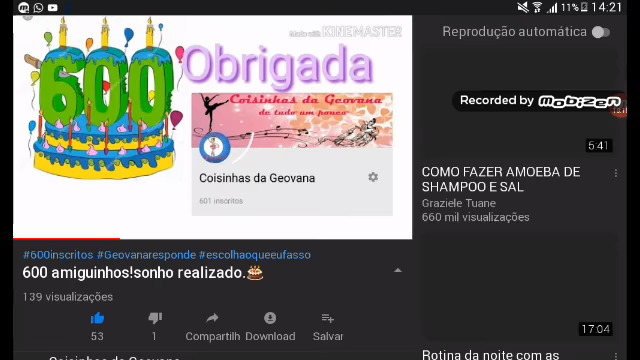 11% 14:21
Made with KINEMASTER
600
Obrigada
Coisinhas da Geovana
de tudo um pouco
Coisinhas da Geovana
601 inscritos
#600inscritos #Geovanaresponde #escolhaoqueeufasso
600 amiguinhos!sonho realizado.🎂
139 visualizações
53
1
Compartilh
Download
Salvar
Reprodução automática
Recorded by MOBIZEN
5:41
COMO FAZER AMOEBA DE
SHAMPOO E SAL
Graziele Tuane
660 mil visualizações
17:04
Rotina da noite com as